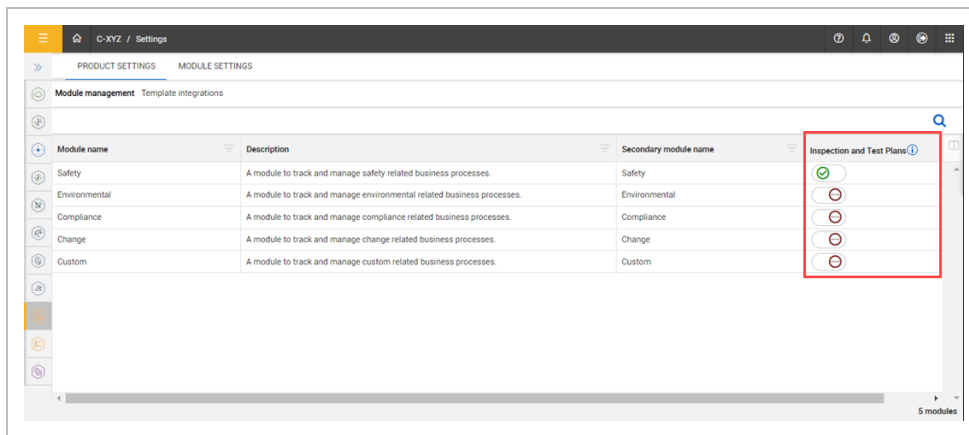 C-XYZ / Settings
PRODUCT SETTINGS MODULE SETTINGS
Module management Template integrations
Module name Description Secondary module name Inspection and Test Plans
Safety A module to track and manage safety related business processes. Safety
Environmental A module to track and manage environmental related business processes. Environmental
Compliance A module to track and manage compliance related business processes. Compliance
Change A module to track and manage change related business processes. Change
Custom A module to track and manage custom related business processes. Custom
5 modules